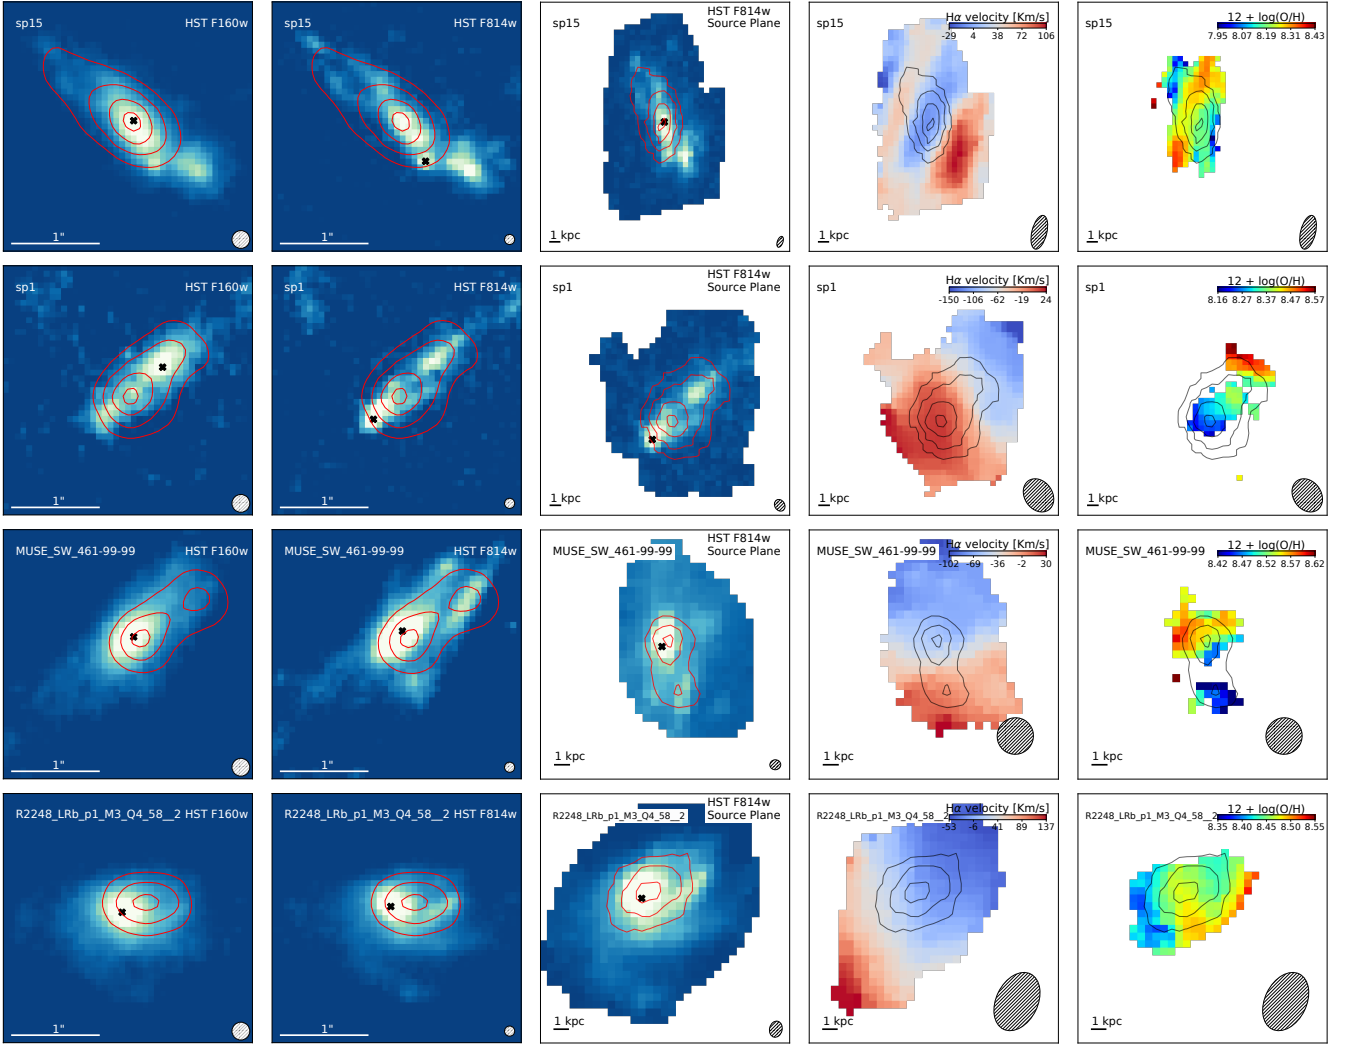 sp15 HST F160w
1"
sp15 HST F814w
1"
HST F814w
sp15 Source Plane
1 kpc
sp15 Hα velocity [Km/s]
-29 4 38 72 106
1 kpc
sp15 12 + log(O/H)
7.95 8.07 8.19 8.31 8.43
1 kpc
sp1 HST F160w
1"
sp1 HST F814w
1"
HST F814w
sp1 Source Plane
1 kpc
sp1 Hα velocity [Km/s]
-150 -106 -62 -19 24
1 kpc
sp1 12 + log(O/H)
8.16 8.27 8.37 8.47 8.57
1 kpc
MUSE_SW_461-99-99 HST F160w
1"
MUSE_SW_461-99-99 HST F814w
1"
HST F814w
MUSE_SW_461-99-99 Source Plane
1 kpc
MUSE_SW_461-99-99 Hα velocity [Km/s]
-102 -69 -36 -2 30
1 kpc
MUSE_SW_461-99-99 12 + log(O/H)
8.42 8.47 8.52 8.57 8.62
1 kpc
R2248_LRb_p1_M3_Q4_58__2 HST F160w
1"
R2248_LRb_p1_M3_Q4_58__2 HST F814w
1"
HST F814w
R2248_LRb_p1_M3_Q4_58__2 Source Plane
1 kpc
R2248_LRb_p1_M3_Q4_58__2 Hα velocity [Km/s]
-53 -6 41 89 137
1 kpc
R2248_LRb_p1_M3_Q4_58__2 12 + log(O/H)
8.35 8.40 8.45 8.50 8.55
1 kpc